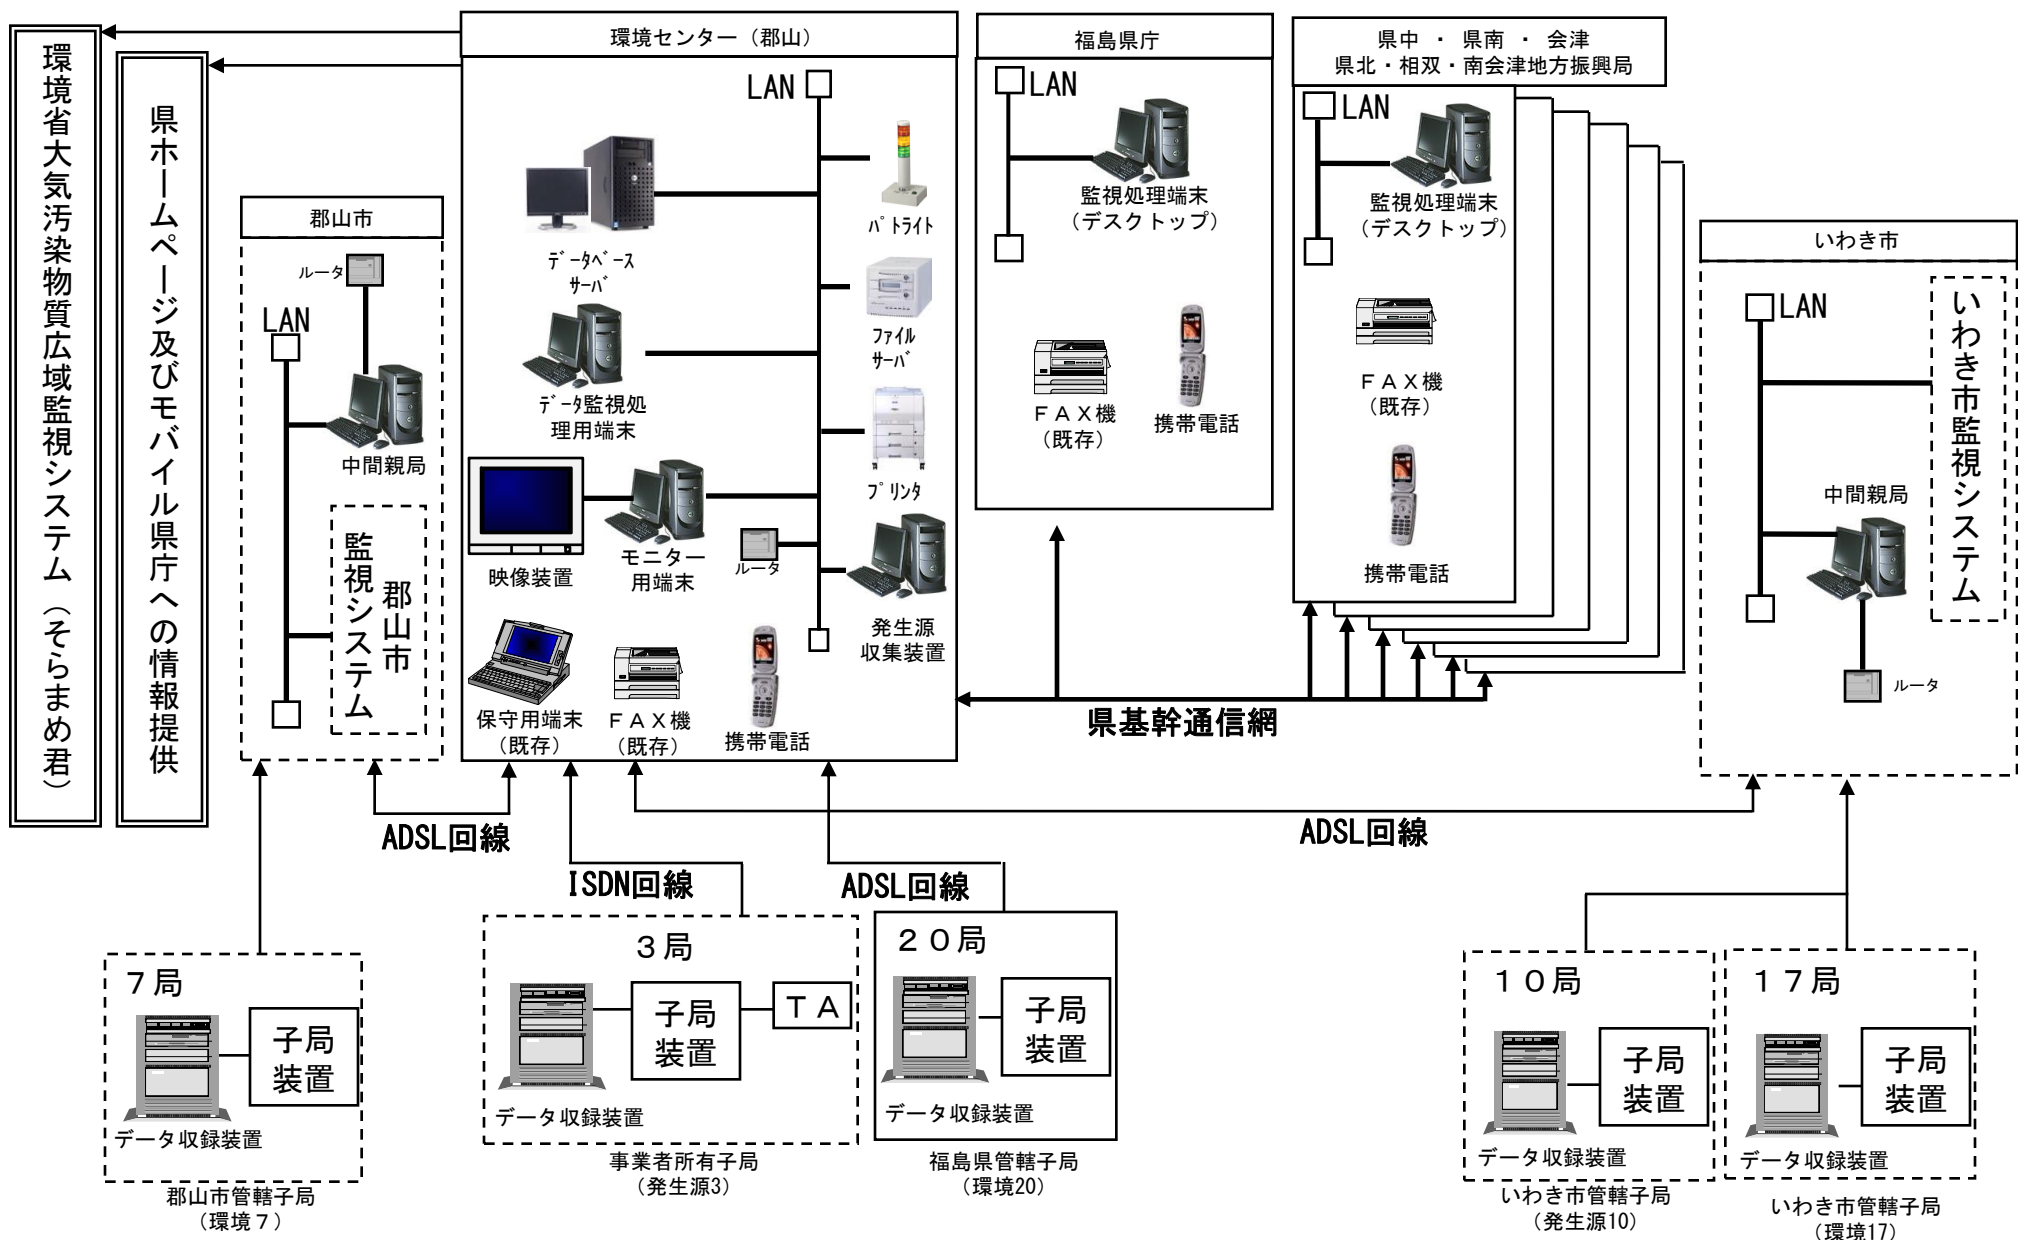 環境省大気汚染物質広域監視システム（そらまめ君）
県ホームページ及びモバイル県庁への情報提供
郡山市
ルータ
LAN
中間親局
郡山市
監視システム
環境センター（郡山）
LAN
データベース
サーバ
パトライト
ファイル
サーバ
データ監視処
理用端末
プリンタ
映像装置
モニター
用端末
ルータ
発生源
収集装置
保守用端末
（既存）
ＦＡＸ機
（既存）
携帯電話
福島県庁
LAN
監視処理端末
（デスクトップ）
ＦＡＸ機
（既存）
携帯電話
県中 ・ 県南 ・ 会津
県北・相双・南会津地方振興局
LAN
監視処理端末
（デスクトップ）
ＦＡＸ機
（既存）
携帯電話
県基幹通信網
いわき市
LAN
いわき市監視システム
中間親局
ルータ
ADSL回線
ISDN回線
ADSL回線
ADSL回線
７局
子局
装置
データ収録装置
郡山市管轄子局
（環境７）
３局
子局
装置
ＴＡ
データ収録装置
事業者所有子局
（発生源3）
２０局
子局
装置
データ収録装置
福島県管轄子局
（環境20）
１０局
子局
装置
データ収録装置
いわき市管轄子局
（発生源10）
１７局
子局
装置
データ収録装置
いわき市管轄子局
（環境17）